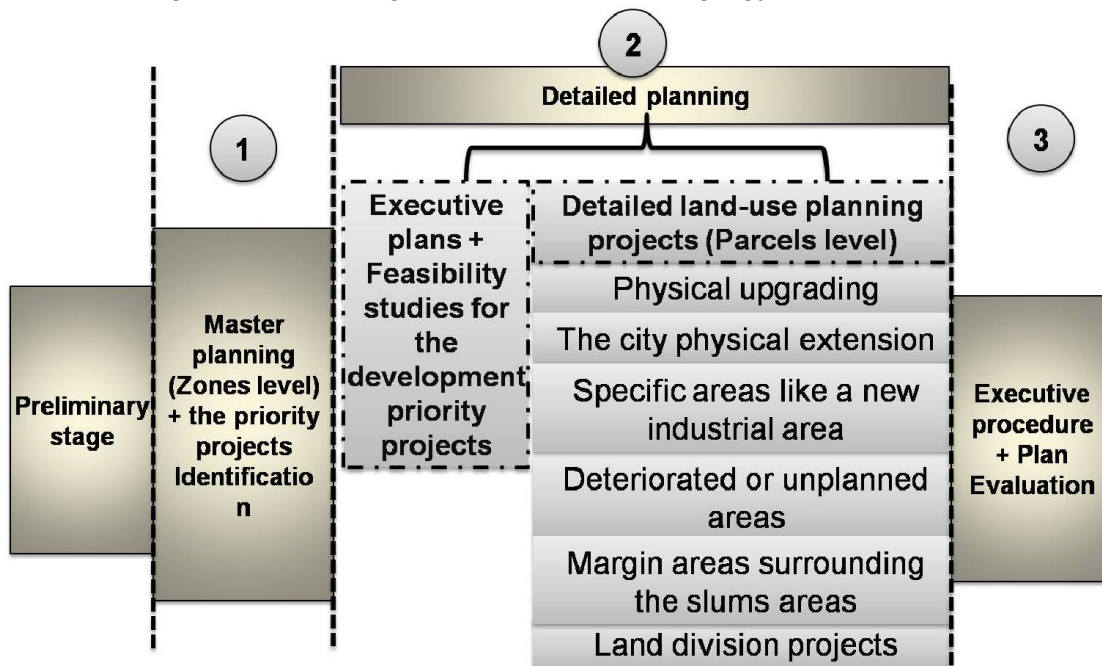 Preliminary
stage
1
Master
planning
(Zones level)
+ the priority
projects
Identificatio
n
2
Detailed planning
Executive
plans +
Feasibility
studies for
the
development
priority
projects
Detailed land-use planning
projects (Parcels level)
Physical upgrading
The city physical extension
Specific areas like a new
industrial area
Deteriorated or unplanned
areas
Margin areas surrounding
the slums areas
Land division projects
3
Executive
procedure
+ Plan
Evaluation